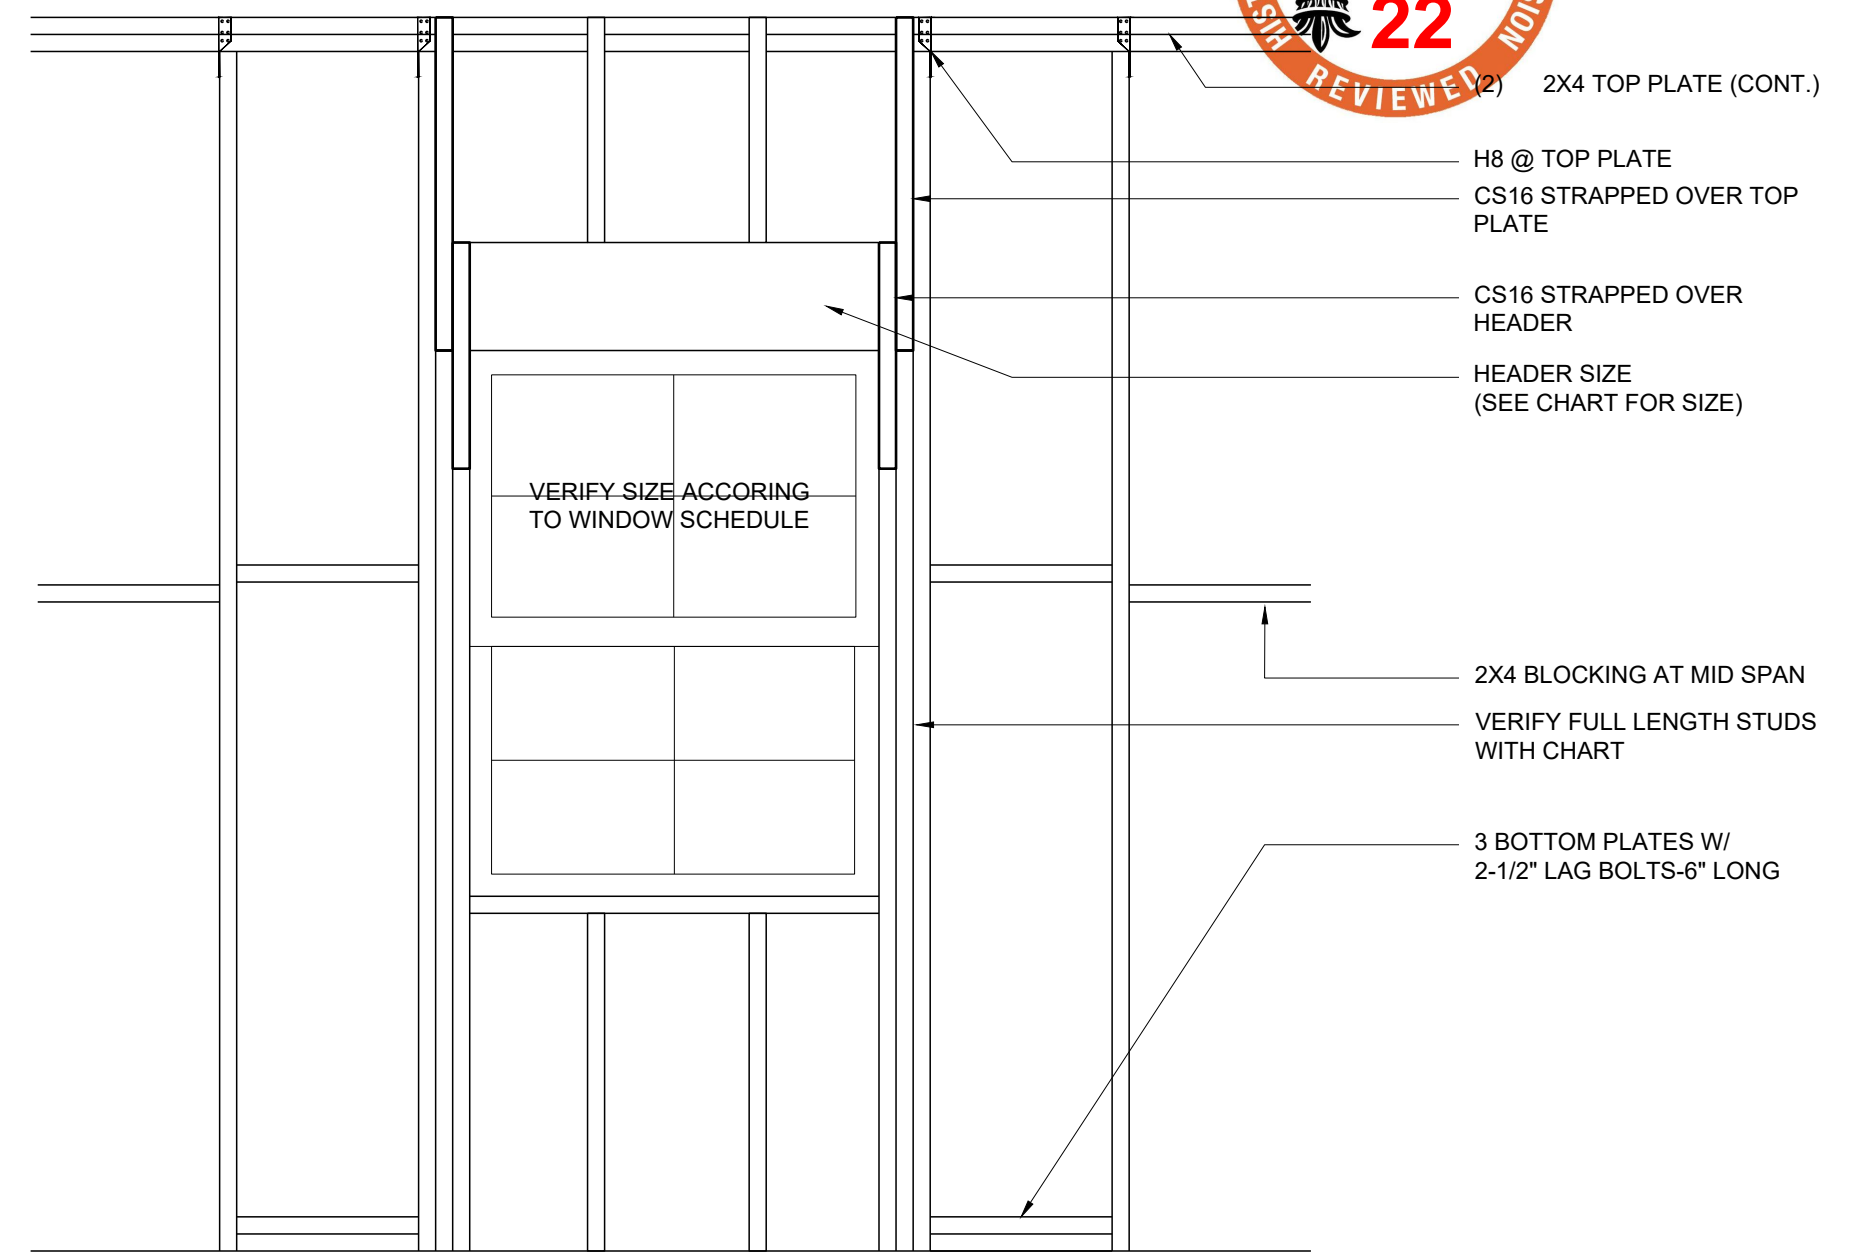 22
REVIEWED
(2) 2X4 TOP PLATE (CONT.)
H8 @ TOP PLATE
CS16 STRAPPED OVER TOP
PLATE
CS16 STRAPPED OVER
HEADER
HEADER SIZE
(SEE CHART FOR SIZE)
VERIFY SIZE ACCORING
TO WINDOW SCHEDULE
2X4 BLOCKING AT MID SPAN
VERIFY FULL LENGTH STUDS
WITH CHART
3 BOTTOM PLATES W/
2-1/2" LAG BOLTS-6" LONG